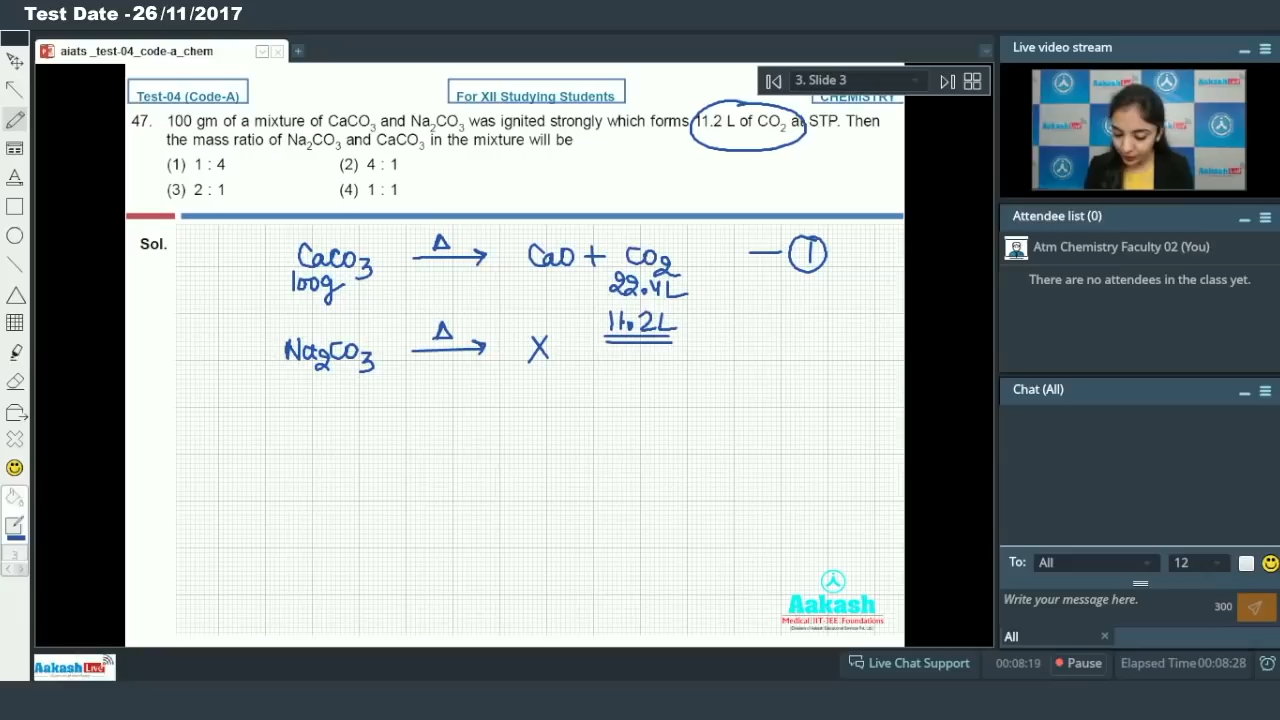 Test Date -26/11/2017
aiats _test-04_code-a_chem
Live video stream
3. Slide 3
Test-04 (Code-A)
For XII Studying Students
CHEMISTRY
47. 100 gm of a mixture of CaCO₃ and Na₂CO₃ was ignited strongly which forms 11.2 L of CO₂ at STP. Then
the mass ratio of Na₂CO₃ and CaCO₃ in the mixture will be
(1) 1 : 4 (2) 4 : 1
(3) 2 : 1 (4) 1 : 1
Sol.
CaCO₃ Δ→ CaO + CO₂ — 1
100g 22.4L
11.2L
Na₂CO₃ Δ→ X
Aakash
Medical|IIT-JEE|Foundations
Aakash Live
Attendee list (0)
Atm Chemistry Faculty 02 (You)
There are no attendees in the class yet.
Chat (All)
To: All 12
Write your message here. 300
All
3
Live Chat Support 00:08:19 Pause Elapsed Time 00:08:28